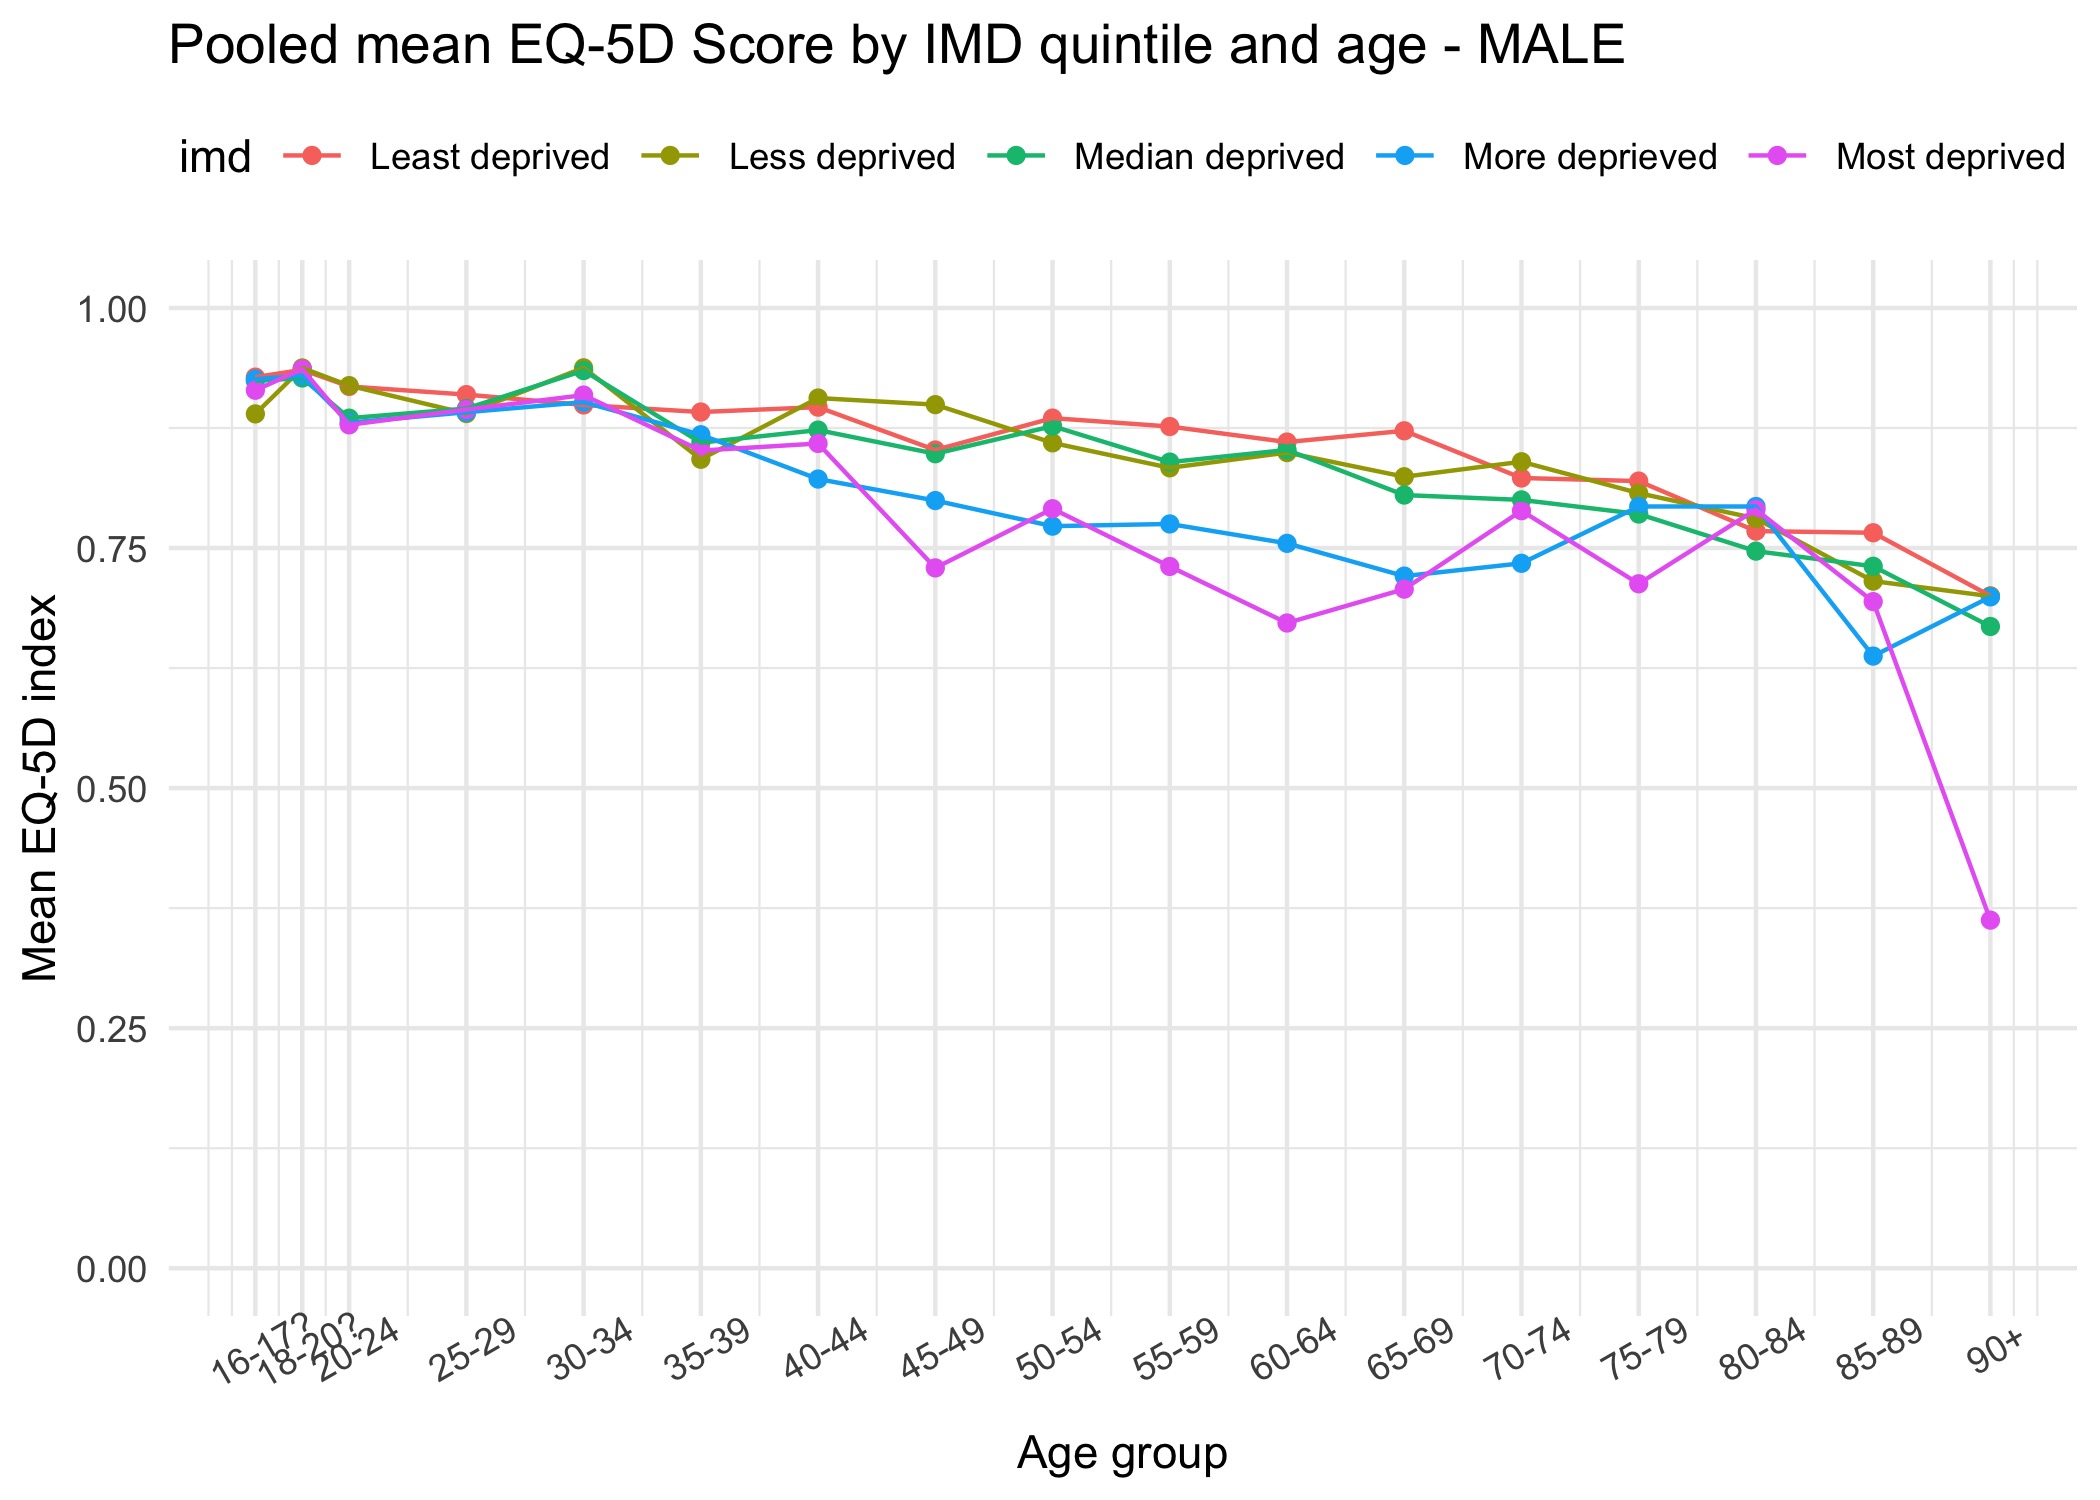 Pooled mean EQ-5D Score by IMD quintile and age - MALE
imd Least deprived Less deprived Median deprived More deprieved Most deprived
1.00
0.75
0.50
0.25
0.00
Mean EQ-5D index
16-17? 18-20? 20-24 25-29 30-34 35-39 40-44 45-49 50-54 55-59 60-64 65-69 70-74 75-79 80-84 85-89 90+
Age group